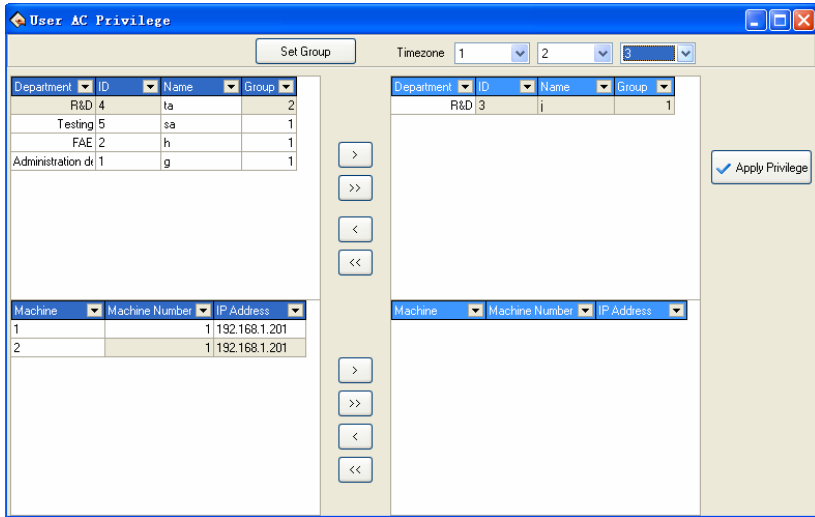 User AC Privilege
Set Group Timezone 1 2 3
Department ID Name Group
R&D 4 ta 2
Testing 5 sa 1
FAE 2 h 1
Administration de 1 g 1
Department ID Name Group
R&D 3 j 1
>
>>
<
<<
Apply Privilege
Machine Machine Number IP Address
1 1 192.168.1.201
2 1 192.168.1.201
Machine Machine Number IP Address
>
>>
<
<<